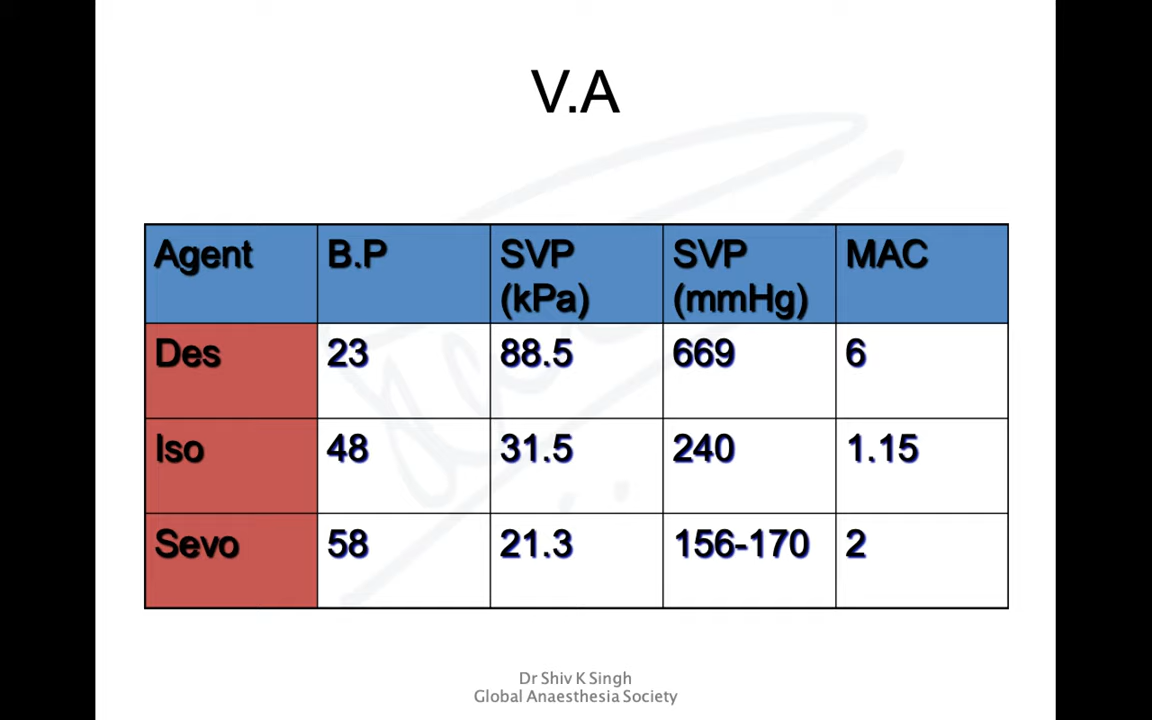 V.A
Agent B.P SVP (kPa) SVP (mmHg) MAC
Des 23 88.5 669 6
Iso 48 31.5 240 1.15
Sevo 58 21.3 156-170 2
Dr Shiv K Singh
Global Anaesthesia Society